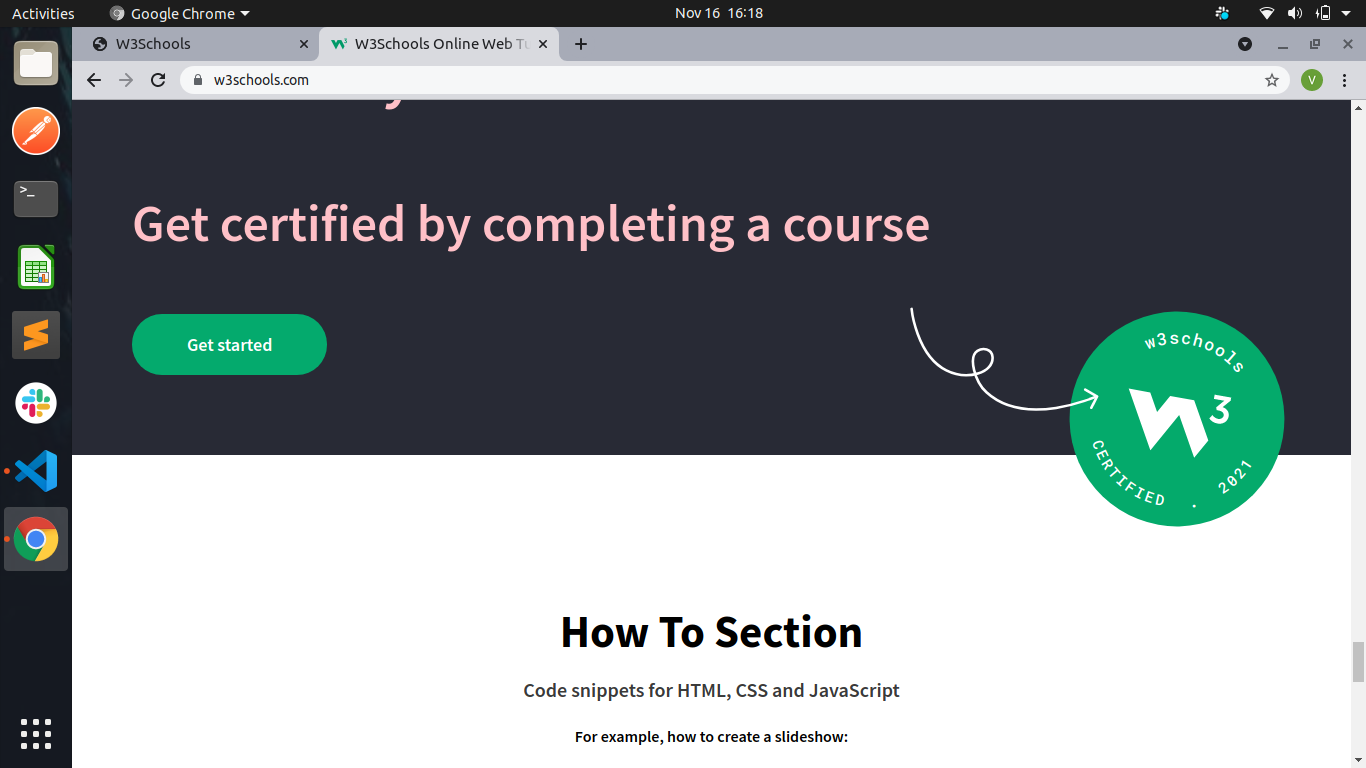 Activities Google Chrome Nov 16 16:18
W3Schools W3Schools Online Web Tu
w3schools.com V
Get certified by completing a course
Get started
w3schools
W3
CERTIFIED . 2021
How To Section
Code snippets for HTML, CSS and JavaScript
For example, how to create a slideshow: